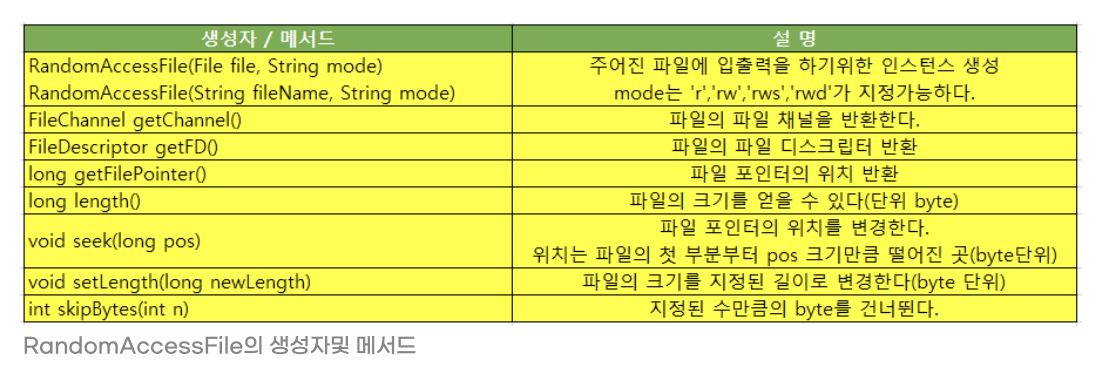 생성자 / 메서드
설 명
RandomAccessFile(File file, String mode)
RandomAccessFile(String fileName, String mode)
주어진 파일에 입출력을 하기위한 인스턴스 생성
mode는 'r','rw','rws','rwd'가 지정가능하다.
FileChannel getChannel()
파일의 파일 채널을 반환한다.
FileDescriptor getFD()
파일의 파일 디스크립터 반환
long getFilePointer()
파일 포인터의 위치 반환
long length()
파일의 크기를 얻을 수 있다(단위 byte)
void seek(long pos)
파일 포인터의 위치를 변경한다.
위치는 파일의 첫 부분부터 pos 크기만큼 떨어진 곳(byte단위)
void setLength(long newLength)
파일의 크기를 지정된 길이로 변경한다(byte 단위)
int skipBytes(int n)
지정된 수만큼의 byte를 건너뛴다.
RandomAccessFile의 생성자및 메서드